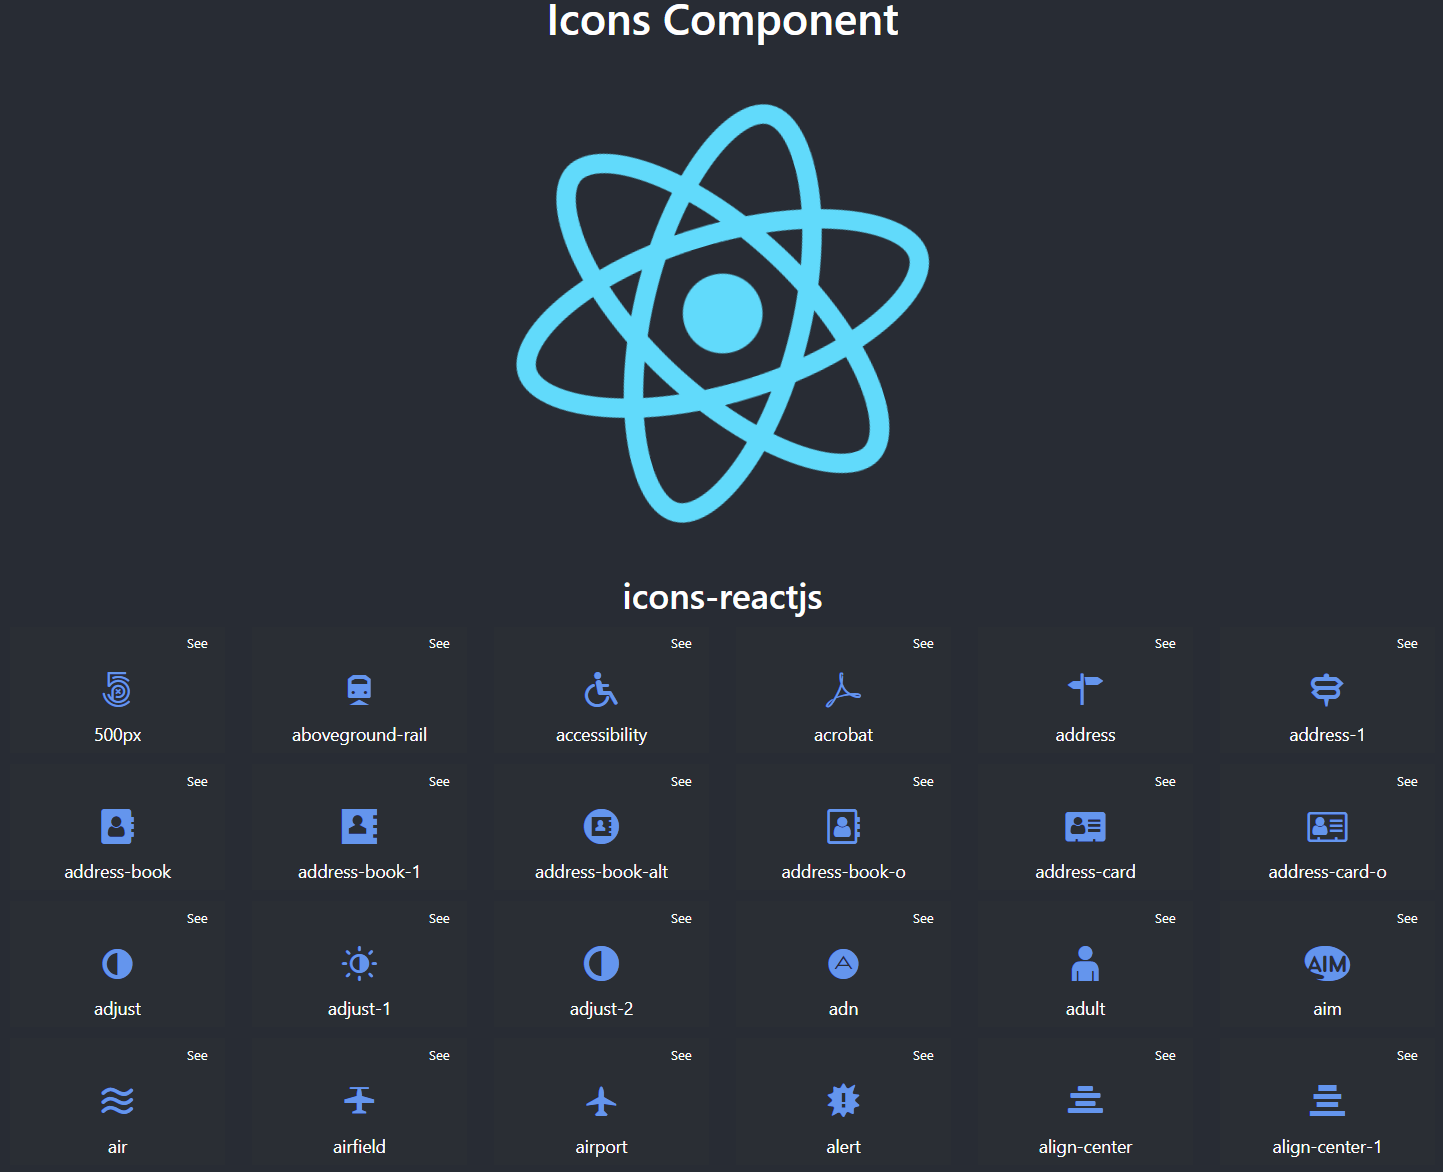 Icons Component
icons-reactjs
See See See See See See
500px aboveground-rail accessibility acrobat address address-1
See See See See See See
address-book address-book-1 address-book-alt address-book-o address-card address-card-o
See See See See See See
AIM
adjust adjust-1 adjust-2 adn adult aim
See See See See See See
air airfield airport alert align-center align-center-1